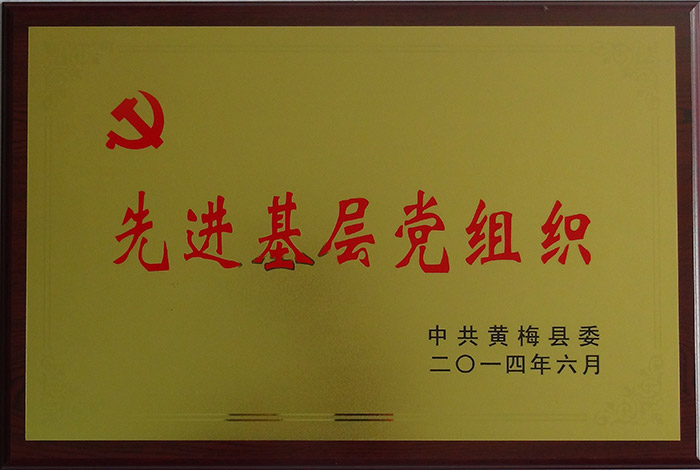 先进基层党组织
中共黄梅县委
二〇一四年六月